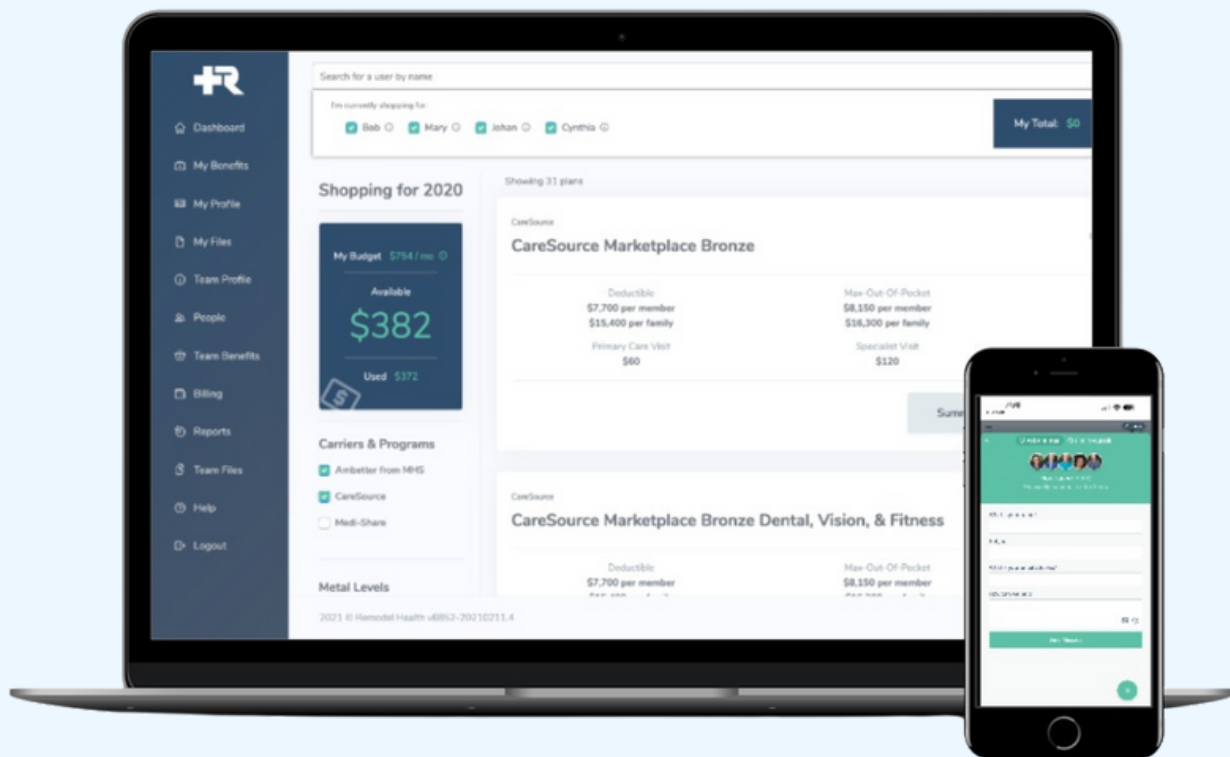 Search for a user by name
I'm currently shopping for
Bob Mary Johan Cynthia
My Total: $0
Dashboard
My Benefits
My Profile
My Files
Team Profile
People
Team Benefits
Billing
Reports
Team Files
Help
Logout
Shopping for 2020
My Budget $754 / mo
Available
$382
Used $372
Carriers & Programs
Ambetter from MHS
CareSource
Medi-Share
Metal Levels
Showing 31 plans
CareSource
CareSource Marketplace Bronze
Deductible
$7,700 per member
$15,400 per family
Max-Out-Of-Pocket
$8,150 per member
$16,300 per family
Primary Care Visit
$60
Specialist Visit
$120
CareSource
CareSource Marketplace Bronze Dental, Vision, & Fitness
Deductible
$7,700 per member
Max-Out-Of-Pocket
$8,150 per member
2021 © Remodel Health